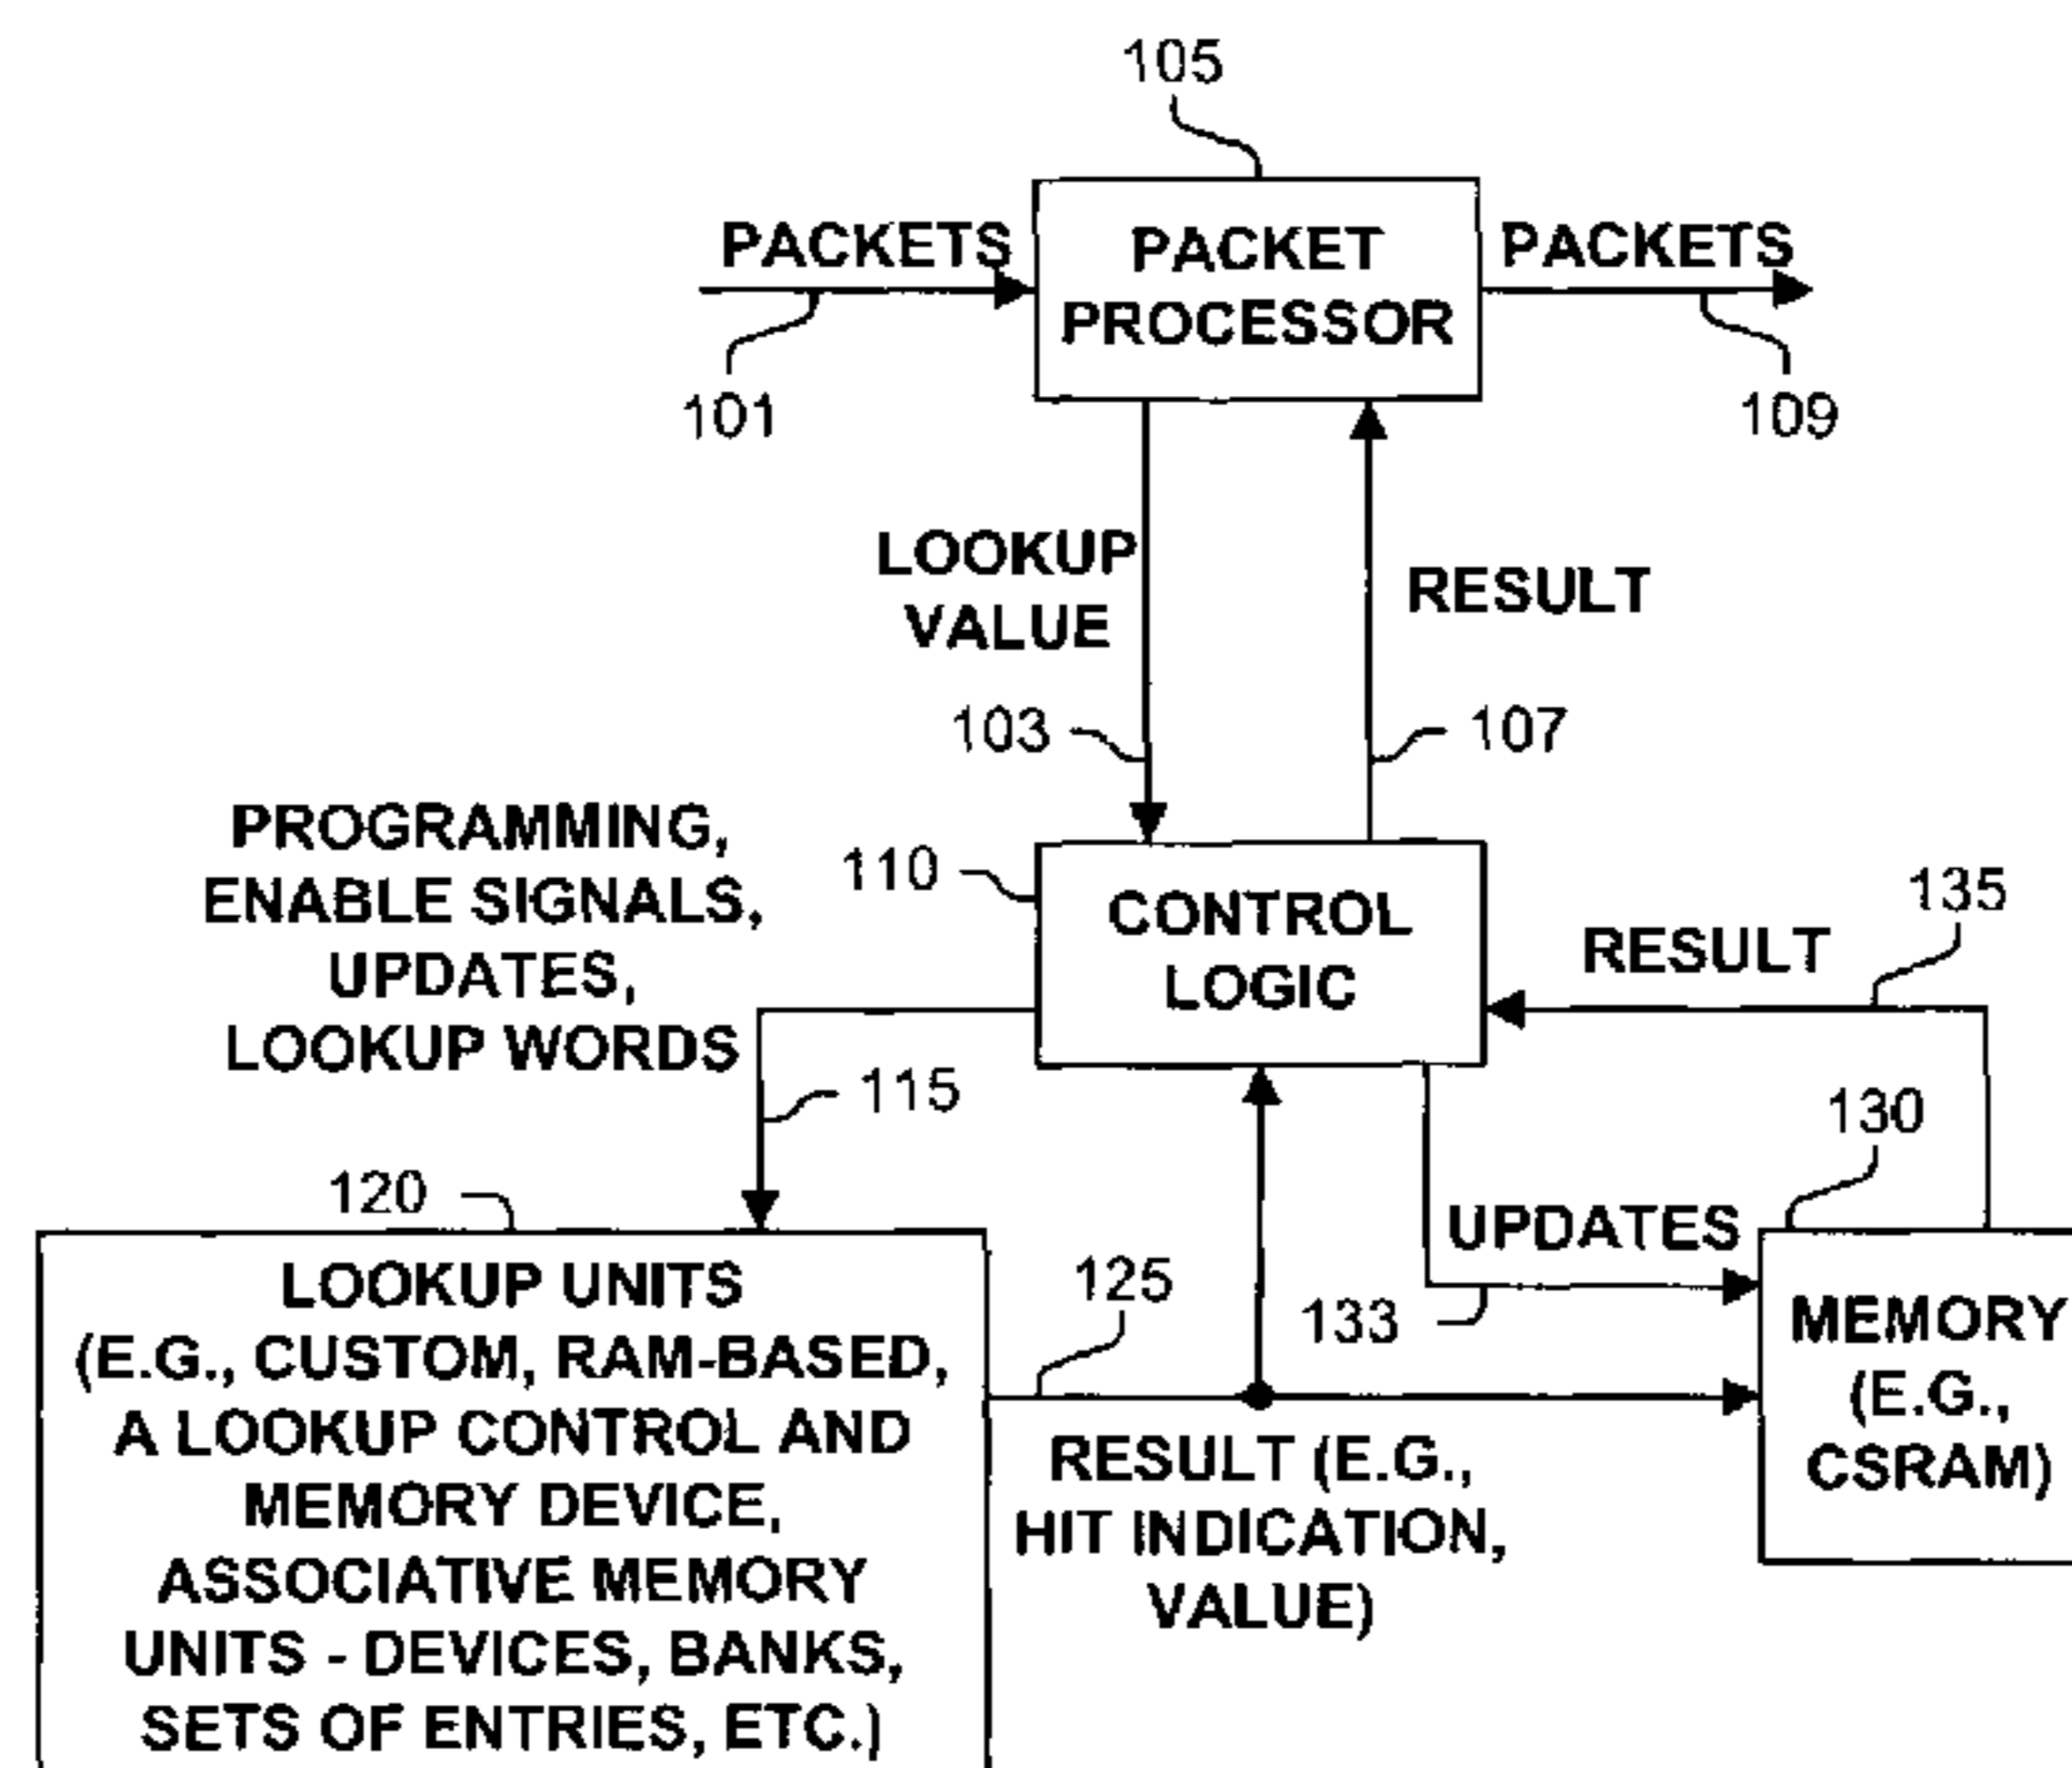 105
PACKETS
PACKET
PROCESSOR
PACKETS
101
109
LOOKUP
VALUE
RESULT
103
107
PROGRAMMING,
ENABLE SIGNALS,
UPDATES,
LOOKUP WORDS
110
CONTROL
LOGIC
RESULT
135
115
130
120
UPDATES
125
133
LOOKUP UNITS
(E.G., CUSTOM, RAM-BASED,
A LOOKUP CONTROL AND
MEMORY DEVICE,
ASSOCIATIVE MEMORY
UNITS - DEVICES, BANKS,
SETS OF ENTRIES, ETC.)
RESULT (E.G.,
HIT INDICATION,
VALUE)
MEMORY
(E.G.,
CSRAM)